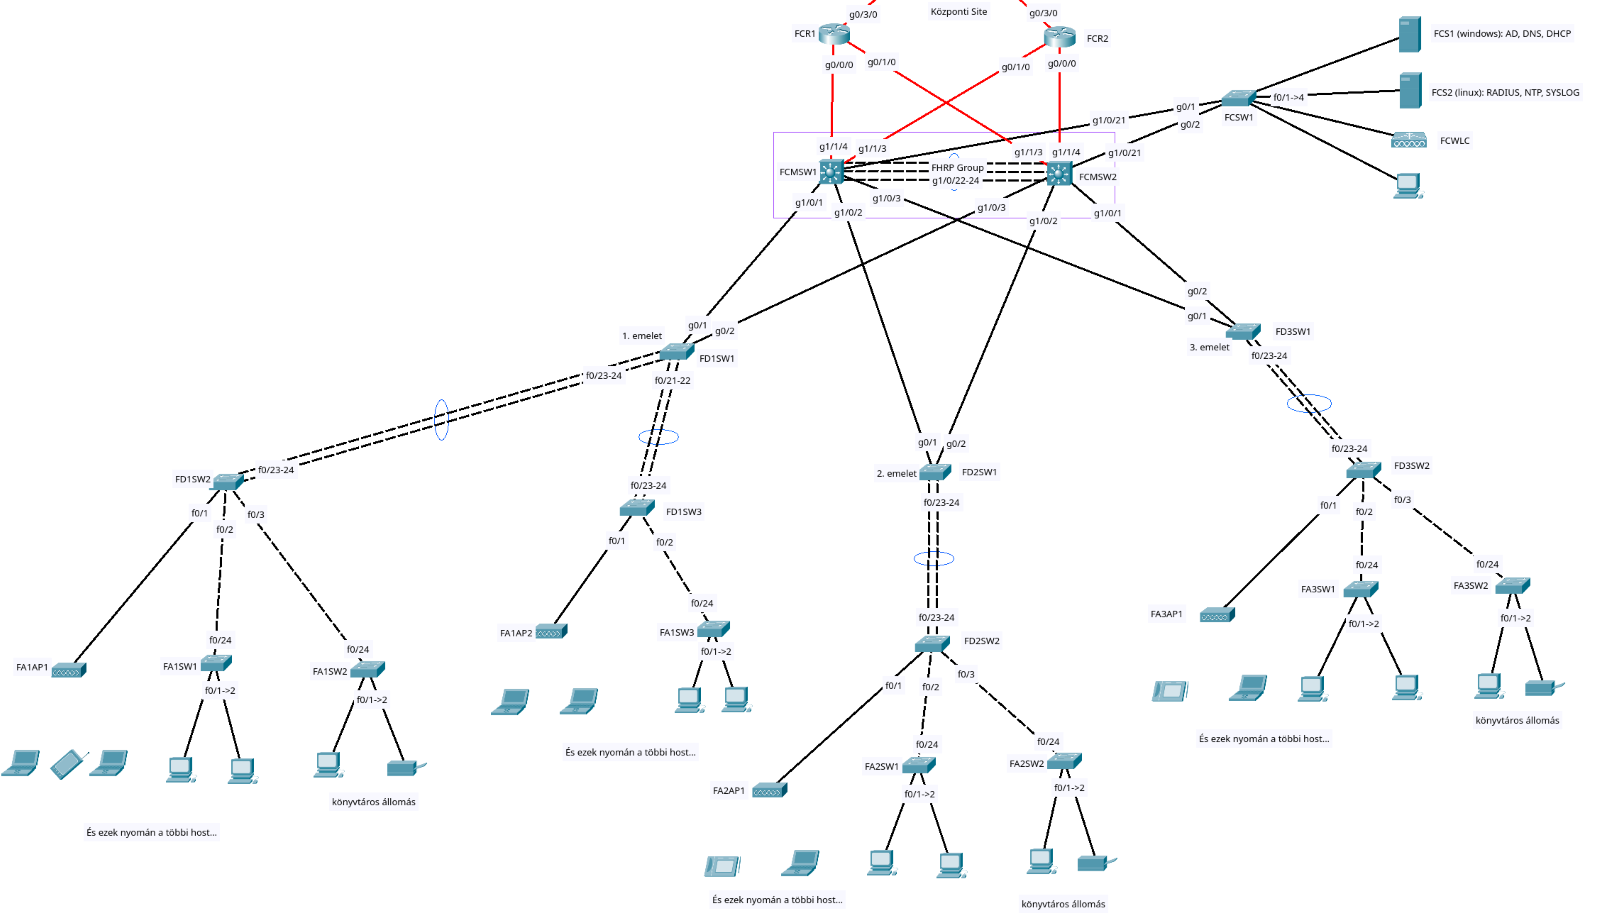 Központi Site
g0/3/0
g0/3/0
FCR1
FCR2
g0/0/0
g0/1/0
g0/1/0
g0/0/0
FCS1 (windows): AD, DNS, DHCP
FCS2 (linux): RADIUS, NTP, SYSLOG
f0/1->4
g0/1
g0/2
FCSW1
FCWLC
g1/0/21
g1/0/21
g1/1/4
g1/1/3
g1/1/3
g1/1/4
FCMSW1
FHRP Group
g1/0/22-24
FCMSW2
g1/0/1
g1/0/2
g1/0/3
g1/0/3
g1/0/2
g1/0/1
g0/1
g0/2
1. emelet
FD1SW1
f0/23-24
f0/21-22
g0/2
g0/1
FD3SW1
3. emelet
f0/23-24
g0/1
g0/2
2. emelet
FD2SW1
f0/23-24
f0/23-24
FD1SW2
f0/1
f0/2
f0/3
f0/23-24
FD1SW3
f0/1
f0/2
f0/23-24
FD3SW2
f0/1
f0/2
f0/3
f0/24
f0/24
FA3AP1
FA3SW1
FA3SW2
f0/1->2
f0/1->2
könyvtáros állomás
És ezek nyomán a többi host...
f0/24
FA1AP2
FA1SW3
f0/1->2
És ezek nyomán a többi host...
f0/23-24
FD2SW2
f0/1
f0/2
f0/3
f0/24
f0/24
FA1AP1
FA1SW1
FA1SW2
f0/1->2
f0/1->2
könyvtáros állomás
És ezek nyomán a többi host...
f0/24
f0/24
FA2AP1
FA2SW1
FA2SW2
f0/1->2
f0/1->2
És ezek nyomán a többi host...
könyvtáros állomás